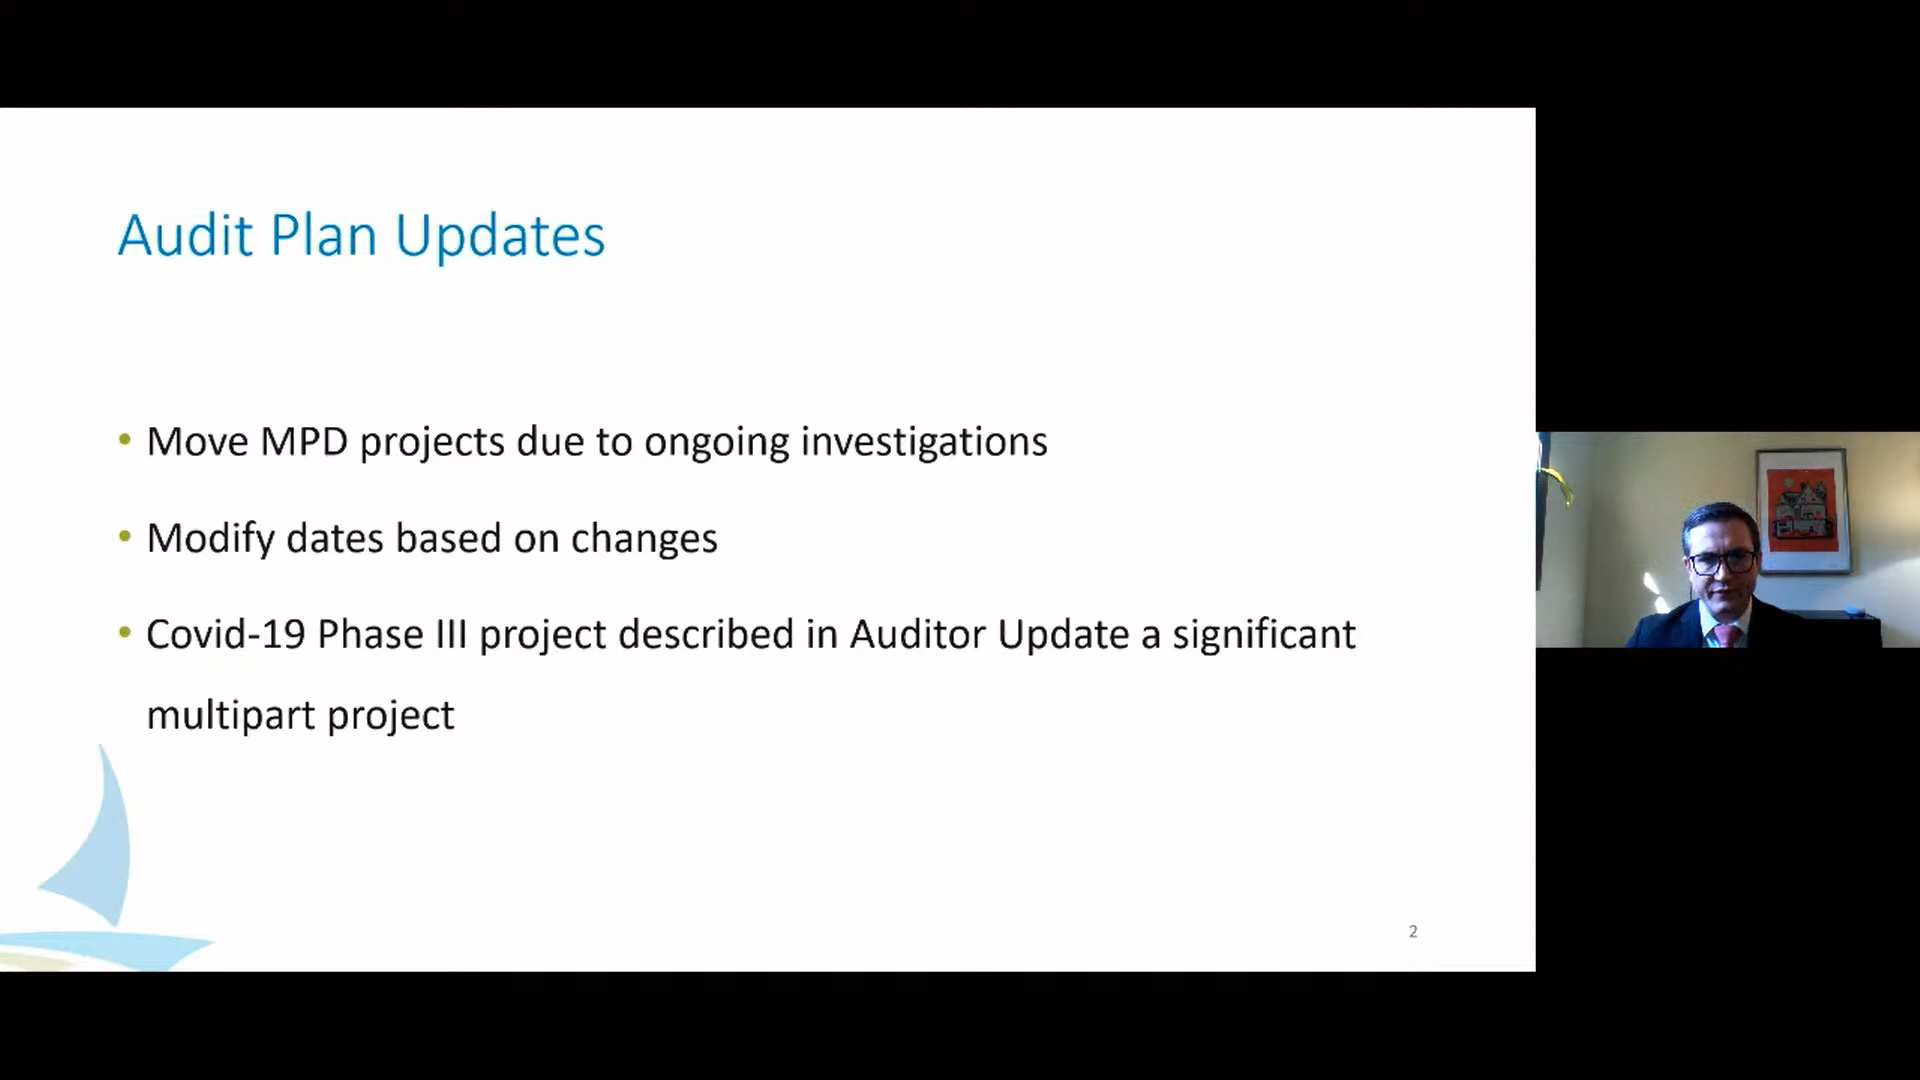 Audit Plan Updates
• Move MPD projects due to ongoing investigations
• Modify dates based on changes
• Covid-19 Phase III project described in Auditor Update a significant
multipart project
2